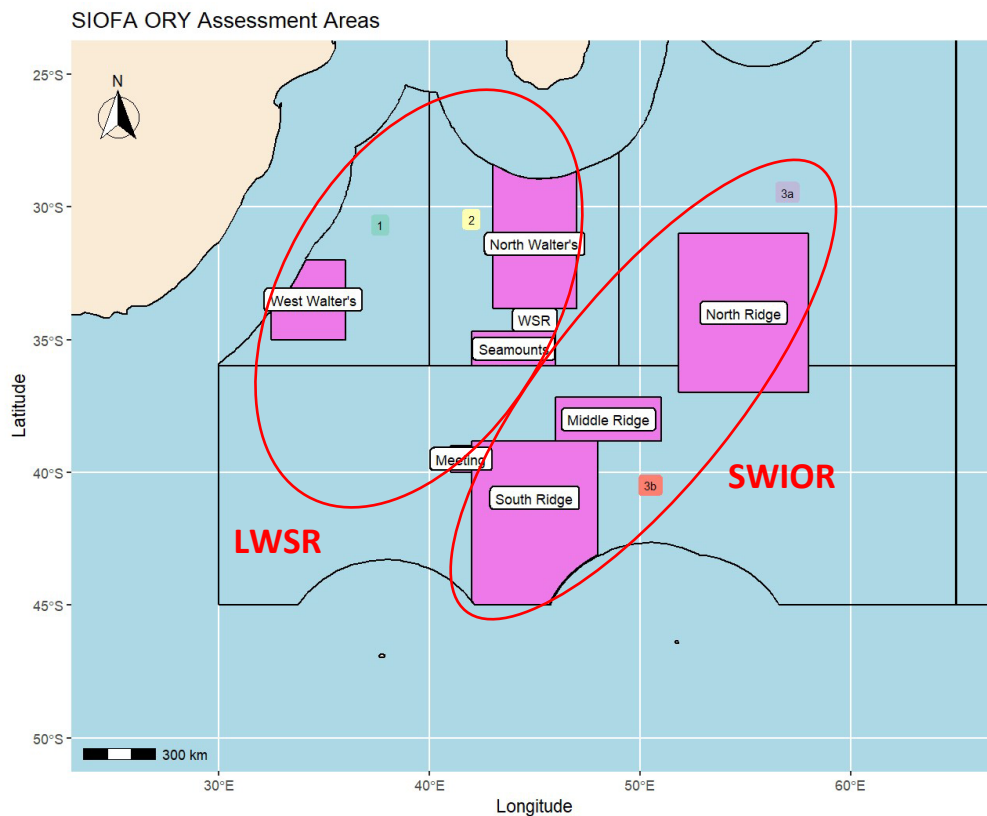 SIOFA ORY Assessment Areas
25°S
N
30°S
1
2
3a
North Walter's
West Walter's
North Ridge
WSR
35°S
Seamounts
Latitude
Middle Ridge
40°S
Meeting
SWIOR
3b
South Ridge
LWSR
45°S
50°S
300 km
30°E
40°E
50°E
60°E
Longitude